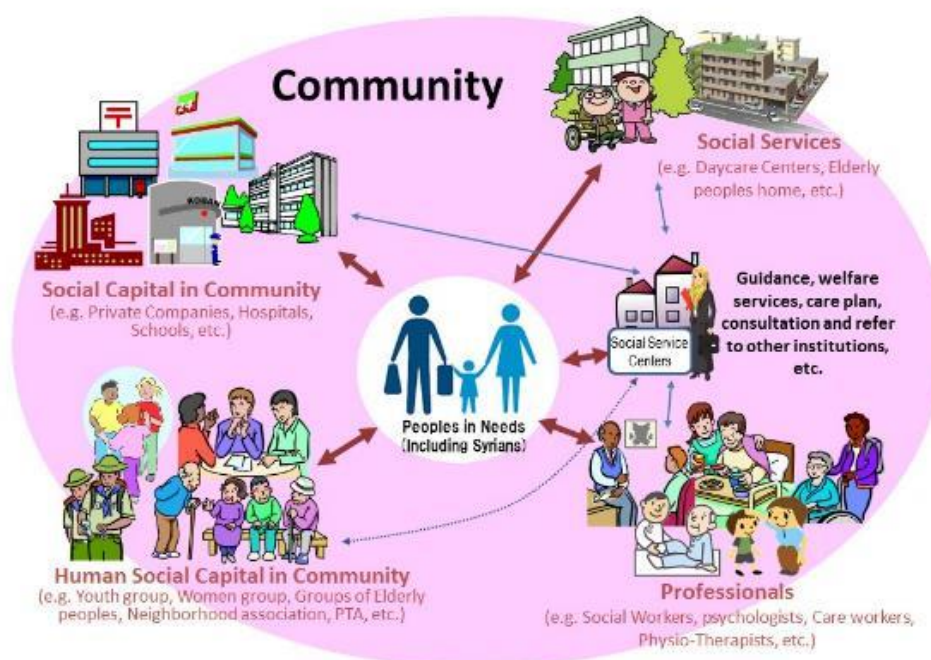 Community
Social Services
(e.g. Daycare Centers, Elderly
peoples home, etc.)
KOBAN
Social Capital in Community
(e.g. Private Companies, Hospitals,
Schools, etc.)
Guidance, welfare
services, care plan,
consultation and refer
to other institutions,
etc.
Social Service
Centers
Peoples in Needs
(Including Syrians)
Human Social Capital in Community
(e.g. Youth group, Women group, Groups of Elderly
peoples, Neighborhood association, PTA, etc.)
Professionals
(e.g. Social Workers, psychologists, Care workers,
Physio-Therapists, etc.)